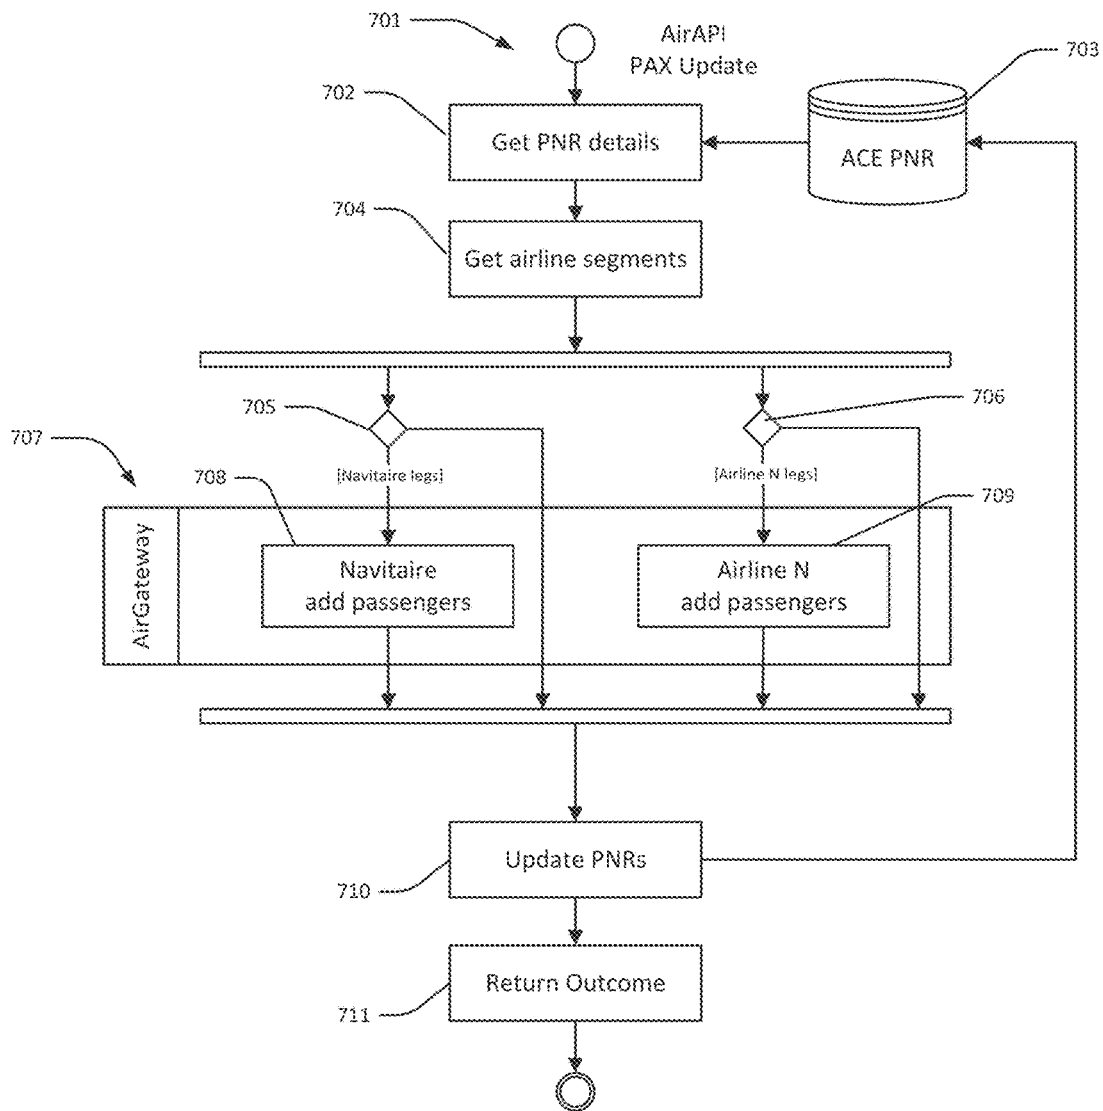 701
AirAPI
PAX Update
703
702
Get PNR details
ACE PNR
704
Get airline segments
705
706
707
[Navitaire legs]
[Airline N legs]
708
709
AirGateway
Navitaire
add passengers
Airline N
add passengers
Update PNRs
710
Return Outcome
711